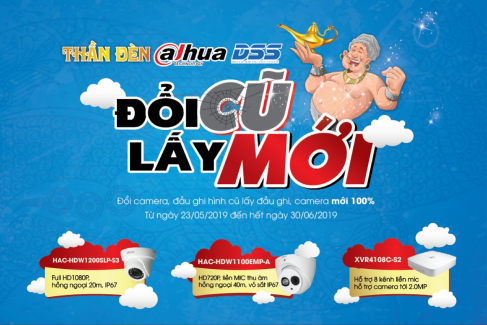 THẦN ĐÈN alhua DSS
ĐỔI CŨ
LẤY MỚI
Đổi camera, đầu ghi hình cũ lấy đầu ghi, camera mới 100%
Từ ngày 23/05/2019 đến hết ngày 30/06/2019
HAC-HDW1200SLP-S3
Full HD1080P,
hồng ngoại 20m, IP67
HAC-HDW1100EMP-A
HD720P, liền MIC thu âm
hồng ngoại 40m, vỏ sắt IP67
XVR4108C-S2
Hỗ trợ 8 kênh liền mic
hỗ trợ camera tới 2.0MP